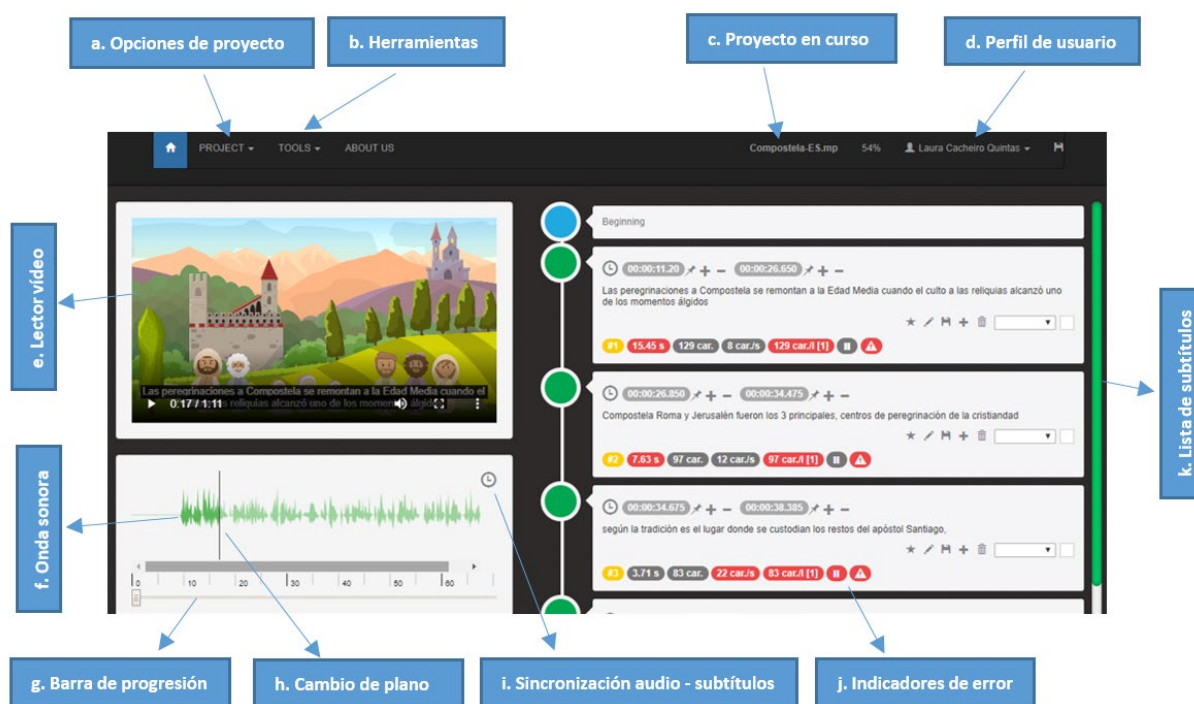 a. Opciones de proyecto
b. Herramientas
c. Proyecto en curso
d. Perfil de usuario
PROJECT
TOOLS
ABOUT US
Compostela-ES.mp
54%
Laura Cacheiro Quintas
e. Lector vídeo
Las peregrinaciones a Compostela se remontan a la Edad Media cuando el
culto a las reliquias alcanzó uno de los momentos álgidos
0:17 / 1:11
Beginning
00:00:11.20
00:00:26.650
Las peregrinaciones a Compostela se remontan a la Edad Media cuando el culto a las reliquias alcanzó uno
de los momentos álgidos
#1 15.45 s 129 car. 8 car./s 129 car./l [1]
00:00:26.850
00:00:34.475
Compostela Roma y Jerusalén fueron los 3 principales, centros de peregrinación de la cristiandad
#2 7.63 s 97 car. 12 car./s 97 car./l [1]
00:00:34.675
00:00:38.385
según la tradición es el lugar donde se custodian los restos del apóstol Santiago,
#3 3.71 s 83 car. 22 car./s 83 car./l [1]
k. Lista de subtítulos
f. Onda sonora
0 10 20 30 40 50 60
g. Barra de progresión
h. Cambio de plano
i. Sincronización audio - subtítulos
j. Indicadores de error